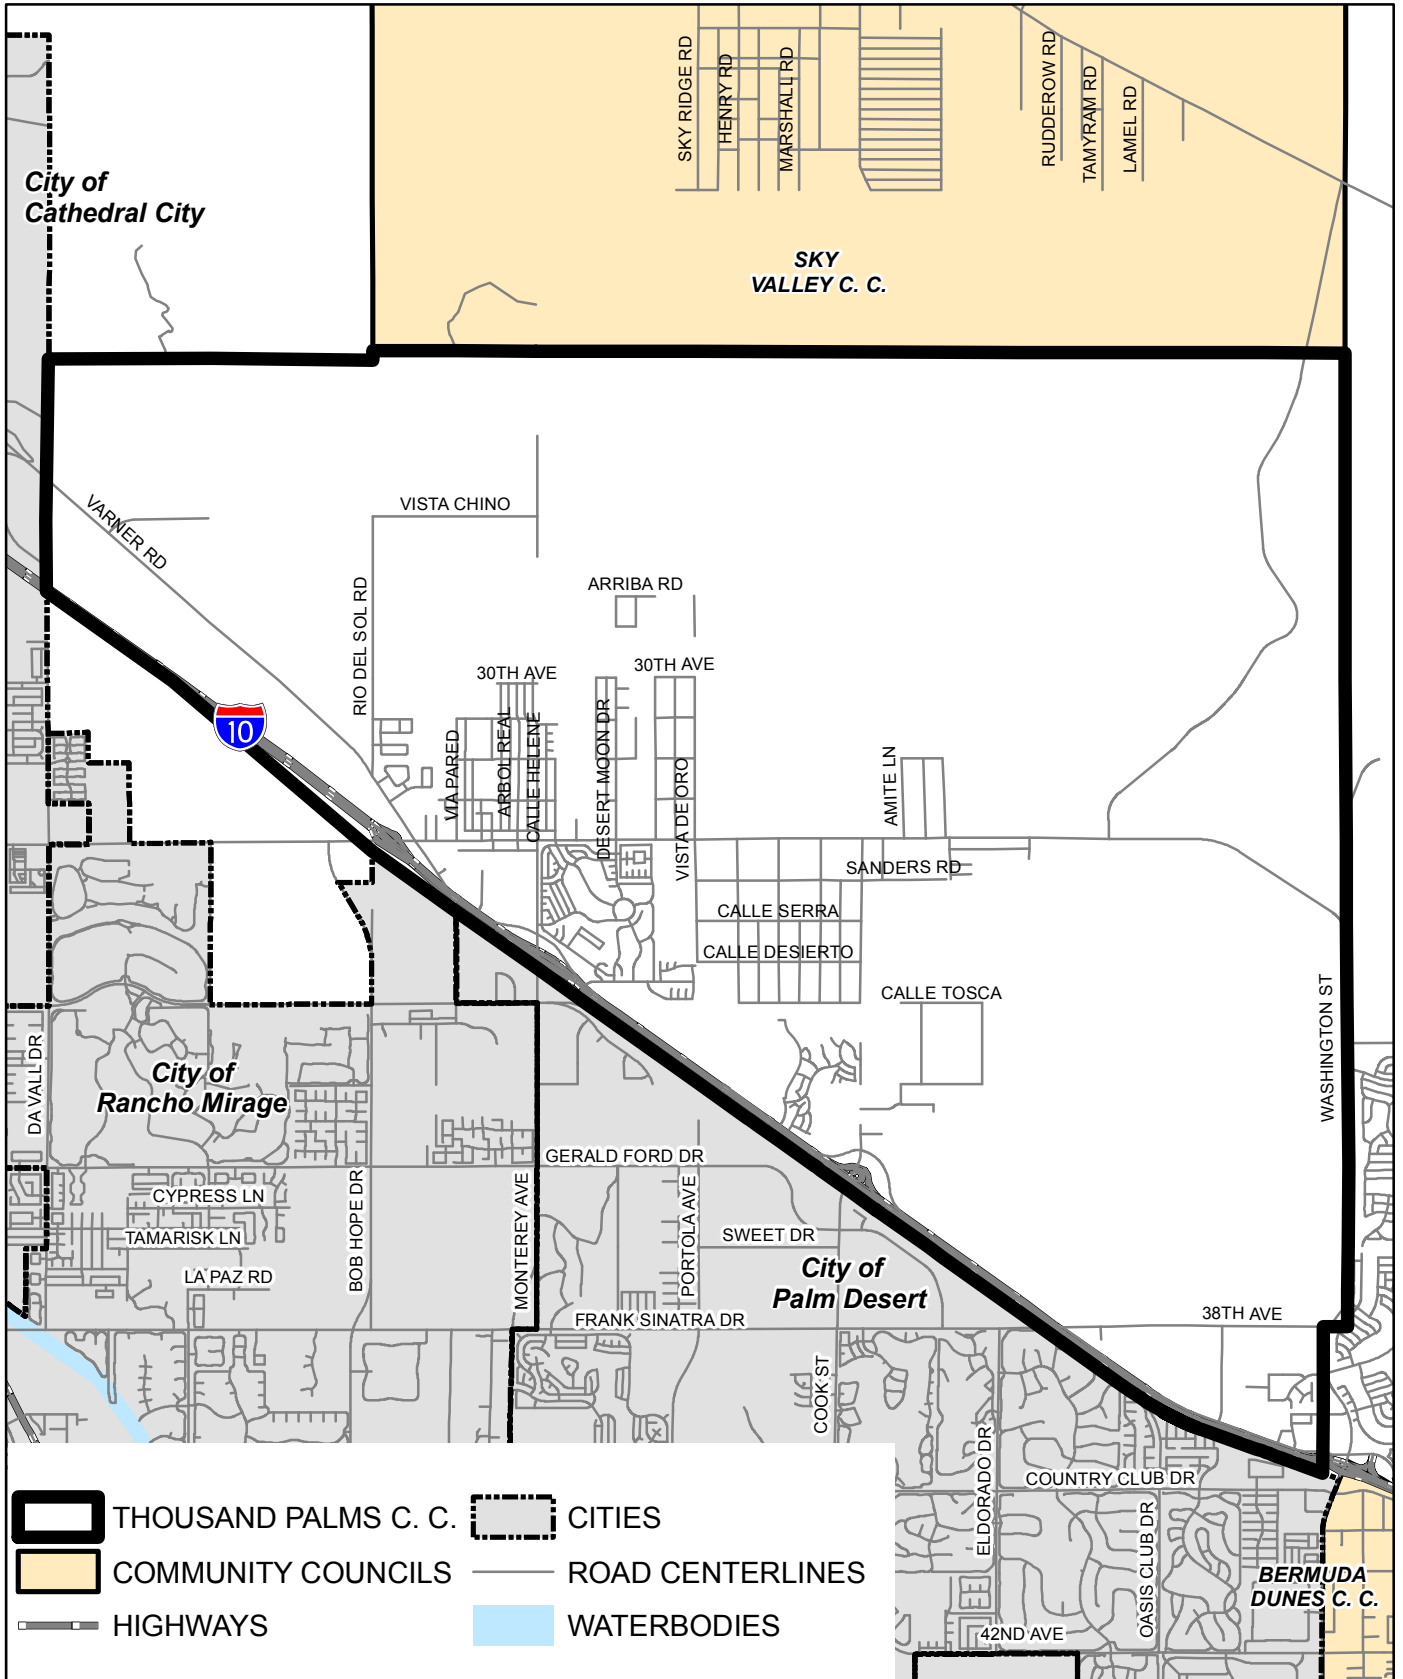 SKY RIDGE RD
HENRY RD
MARSHALL RD
RUDDEROW RD
TAMYRAM RD
LAMEL RD
City of
Cathedral City
SKY
VALLEY C. C.
VARNER RD
VISTA CHINO
RIO DEL SOL RD
ARRIBA RD
30TH AVE
30TH AVE
10
VIA PARED
ARBOL REAL
CALLE HELENE
DESERT MOON DR
VISTA DE ORO
AMITE LN
SANDERS RD
CALLE SERRA
CALLE DESIERTO
CALLE TOSCA
WASHINGTON ST
DA VALL DR
City of
Rancho Mirage
GERALD FORD DR
CYPRESS LN
TAMARISK LN
LA PAZ RD
BOB HOPE DR
MONTEREY AVE
PORTOLA AVE
SWEET DR
City of
Palm Desert
FRANK SINATRA DR
38TH AVE
COOK ST
ELDORADO DR
COUNTRY CLUB DR
OASIS CLUB DR
BERMUDA
DUNES C. C.
42ND AVE
THOUSAND PALMS C. C.
CITIES
COMMUNITY COUNCILS
ROAD CENTERLINES
HIGHWAYS
WATERBODIES